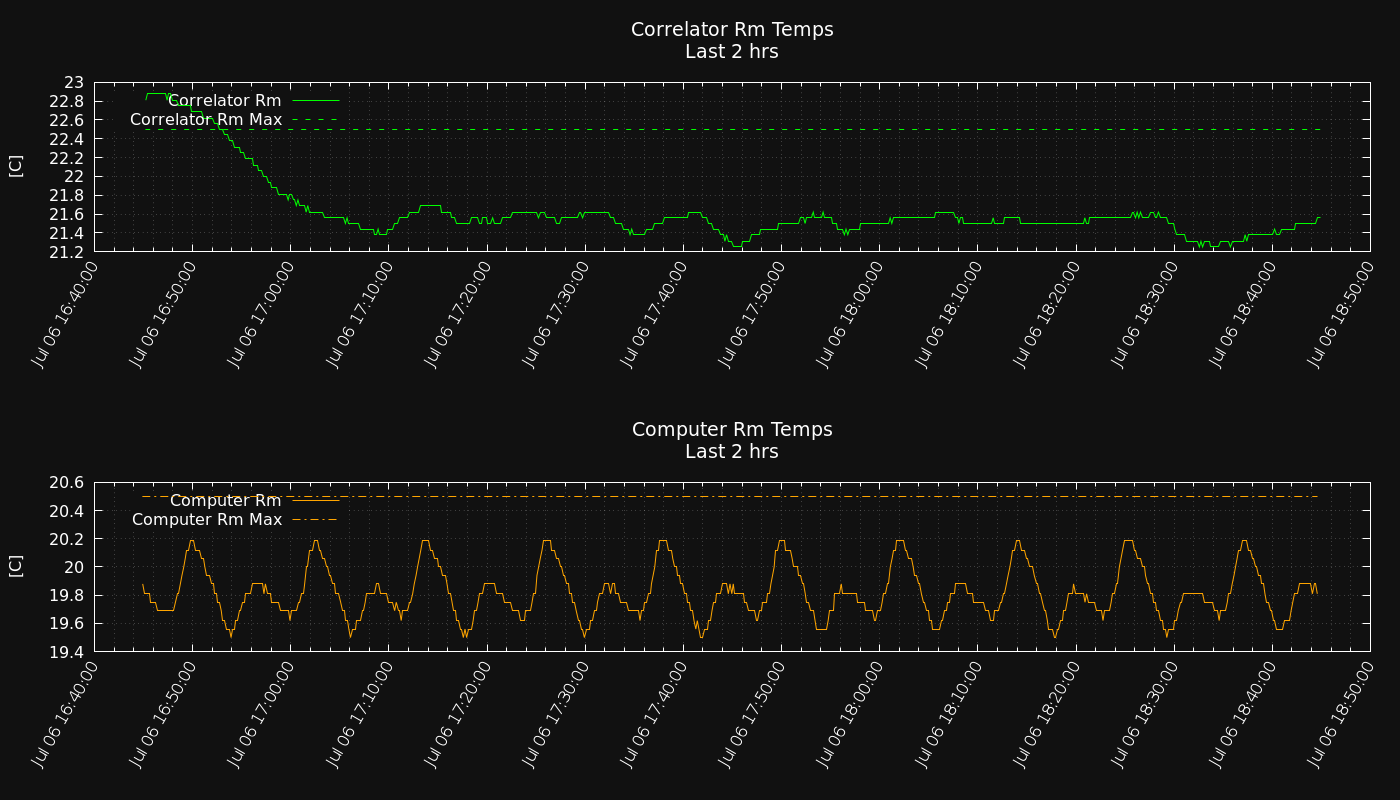 Correlator Rm Temps
Last 2 hrs
[C]
23
22.8
22.6
22.4
22.2
22
21.8
21.6
21.4
21.2
Correlator Rm
Correlator Rm Max
Jul 06 16:40:00
Jul 06 16:50:00
Jul 06 17:00:00
Jul 06 17:10:00
Jul 06 17:20:00
Jul 06 17:30:00
Jul 06 17:40:00
Jul 06 17:50:00
Jul 06 18:00:00
Jul 06 18:10:00
Jul 06 18:20:00
Jul 06 18:30:00
Jul 06 18:40:00
Jul 06 18:50:00
Computer Rm Temps
Last 2 hrs
[C]
20.6
20.4
20.2
20
19.8
19.6
19.4
Computer Rm
Computer Rm Max
Jul 06 16:40:00
Jul 06 16:50:00
Jul 06 17:00:00
Jul 06 17:10:00
Jul 06 17:20:00
Jul 06 17:30:00
Jul 06 17:40:00
Jul 06 17:50:00
Jul 06 18:00:00
Jul 06 18:10:00
Jul 06 18:20:00
Jul 06 18:30:00
Jul 06 18:40:00
Jul 06 18:50:00